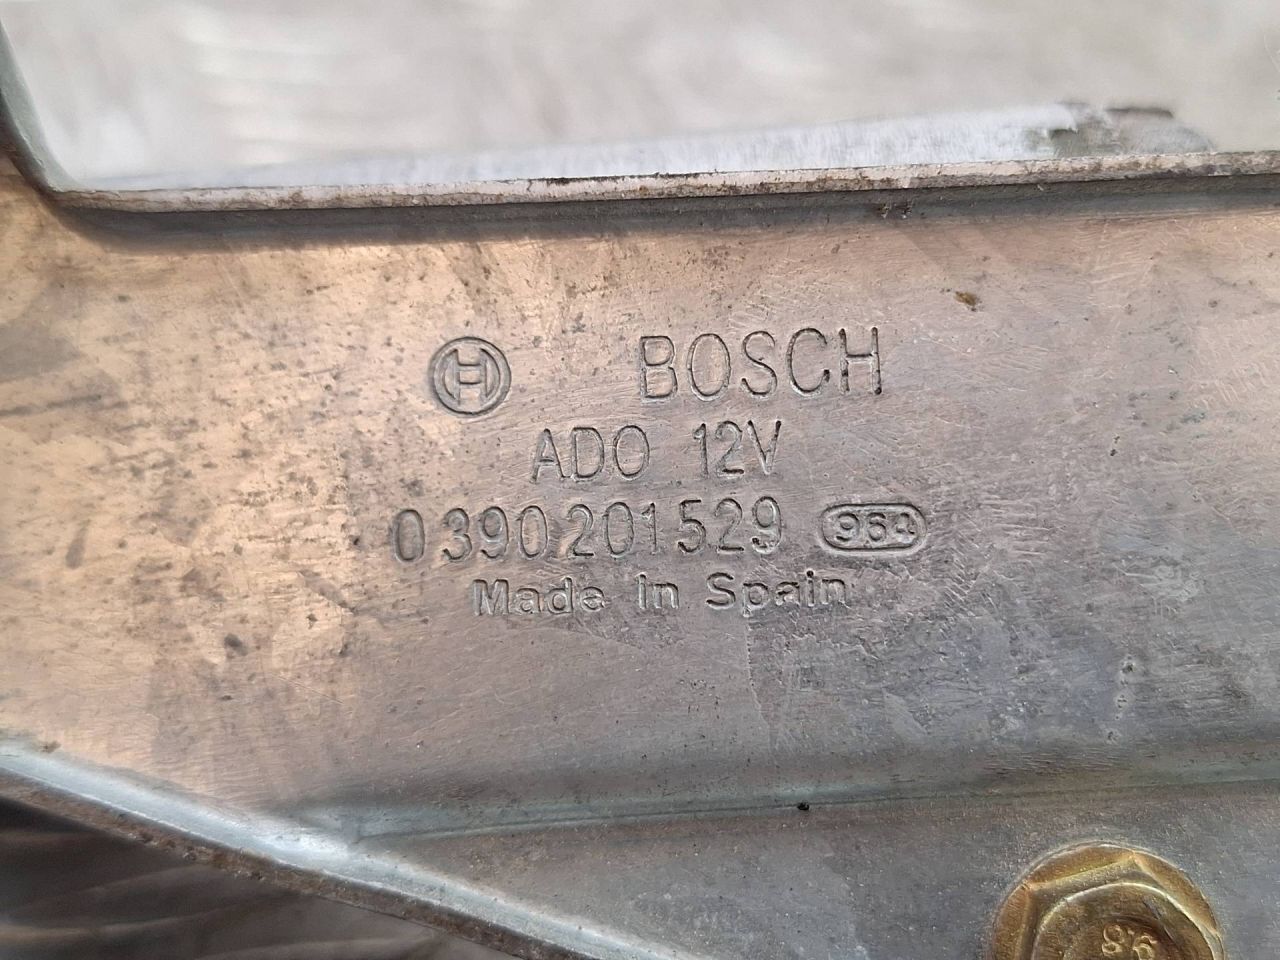 BOSCH
ADO 12V
0 390 201 529 964
Made in Spain